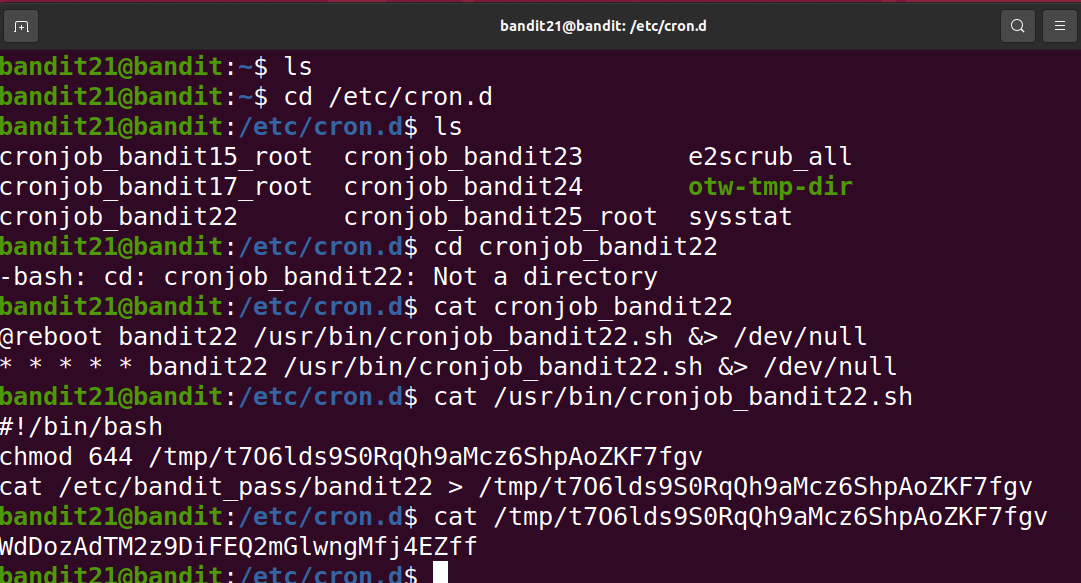 bandit21@bandit: /etc/cron.d
bandit21@bandit:~$ ls
bandit21@bandit:~$ cd /etc/cron.d
bandit21@bandit:/etc/cron.d$ ls
cronjob_bandit15_root  cronjob_bandit23       e2scrub_all
cronjob_bandit17_root  cronjob_bandit24       otw-tmp-dir
cronjob_bandit22       cronjob_bandit25_root  sysstat
bandit21@bandit:/etc/cron.d$ cd cronjob_bandit22
-bash: cd: cronjob_bandit22: Not a directory
bandit21@bandit:/etc/cron.d$ cat cronjob_bandit22
@reboot bandit22 /usr/bin/cronjob_bandit22.sh &> /dev/null
* * * * * bandit22 /usr/bin/cronjob_bandit22.sh &> /dev/null
bandit21@bandit:/etc/cron.d$ cat /usr/bin/cronjob_bandit22.sh
#!/bin/bash
chmod 644 /tmp/t7O6lds9S0RqQh9aMcz6ShpAoZKF7fgv
cat /etc/bandit_pass/bandit22 > /tmp/t7O6lds9S0RqQh9aMcz6ShpAoZKF7fgv
bandit21@bandit:/etc/cron.d$ cat /tmp/t7O6lds9S0RqQh9aMcz6ShpAoZKF7fgv
WdDozAdTM2z9DiFEQ2mGlwngMfj4EZff
bandit21@bandit:/etc/cron.d$